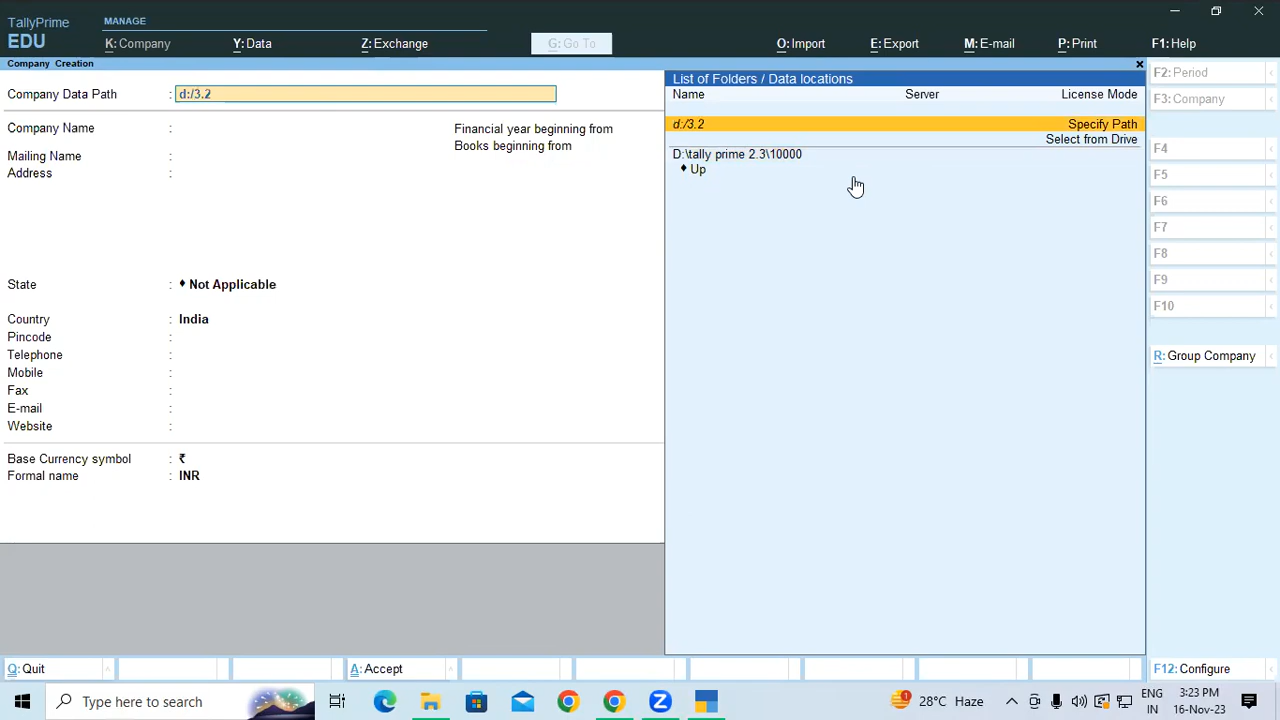 TallyPrime
EDU
MANAGE
K: Company
Y: Data
Z: Exchange
G: Go To
O: Import
E: Export
M: E-mail
P: Print
F1: Help
Company Creation
Company Data Path : d:/3.2
Company Name :
Financial year beginning from
Books beginning from
Mailing Name :
Address :
State : ♦ Not Applicable
Country : India
Pincode :
Telephone :
Mobile :
Fax :
E-mail :
Website :
Base Currency symbol : ₹
Formal name : INR
List of Folders / Data locations
Name Server License Mode
d:/3.2 Specify Path
Select from Drive
D:\tally prime 2.3\10000
♦ Up
F2: Period
F3: Company
F4
F5
F6
F7
F8
F9
F10
R: Group Company
Q: Quit
A: Accept
F12: Configure
Type here to search
1
28°C Haze
ENG
IN
3:23 PM
16-Nov-23